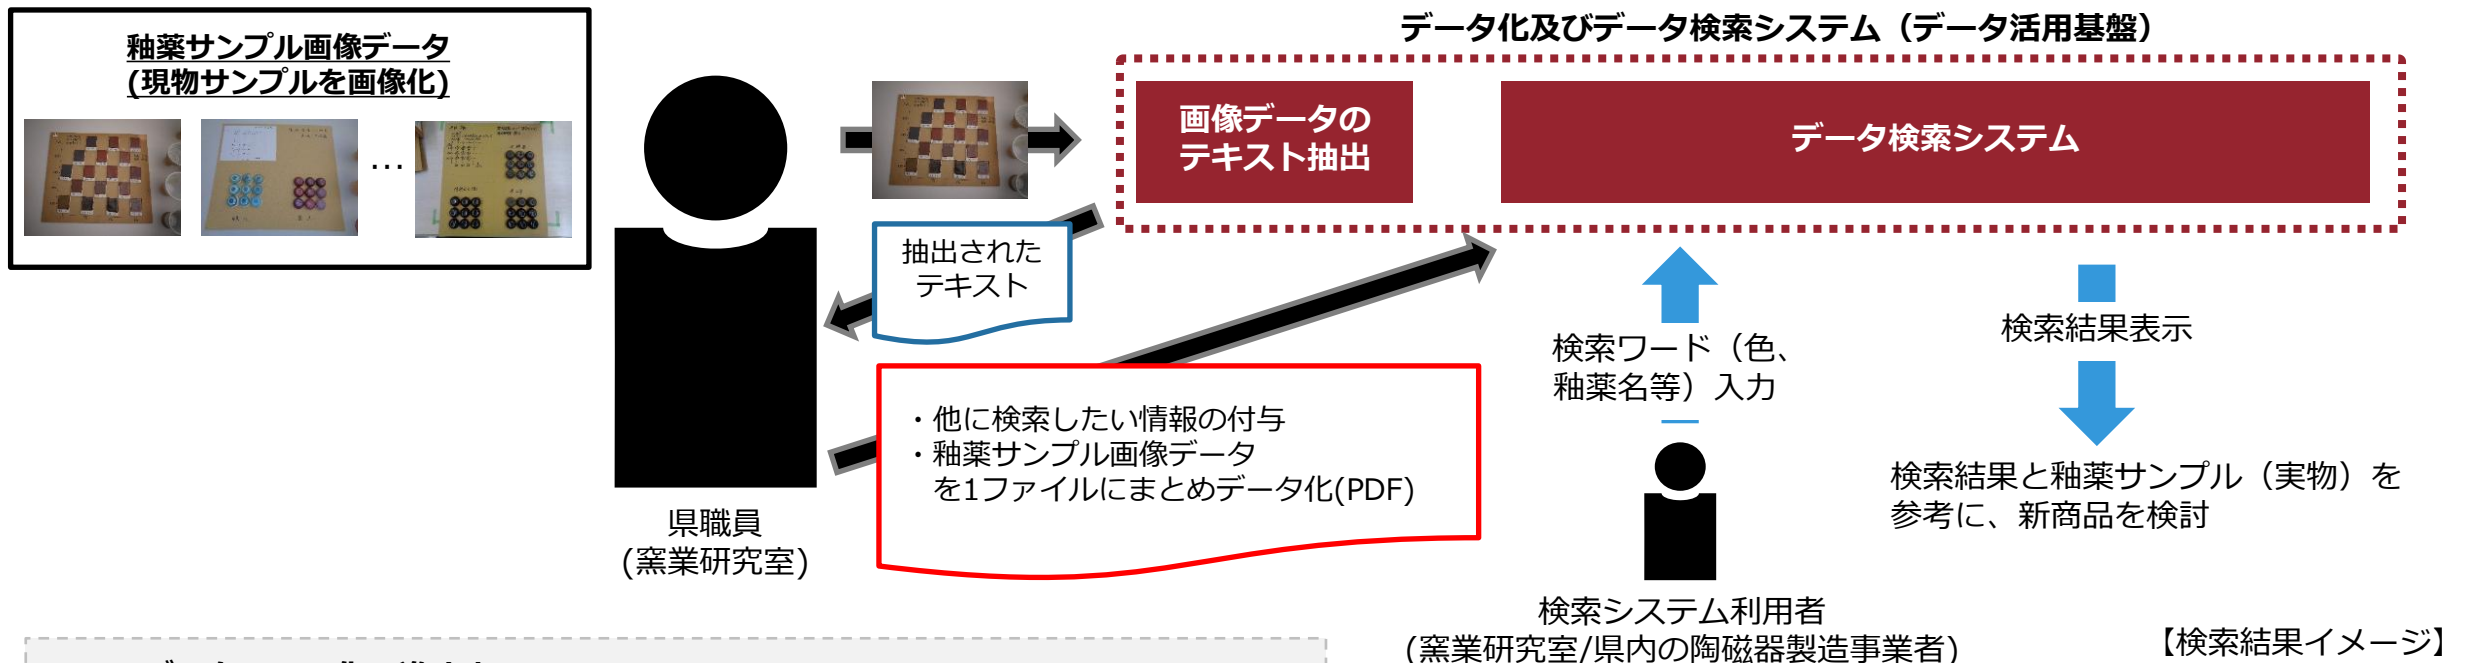 釉薬サンプル画像データ
(現物サンプルを画像化)
…
県職員
(窯業研究室)
抽出された
テキスト
・他に検索したい情報の付与
・釉薬サンプル画像データ
を1ファイルにまとめデータ化(PDF)
データ化及びデータ検索システム（データ活用基盤）
画像データの
テキスト抽出
データ検索システム
検索ワード（色、
釉薬名等）入力
検索システム利用者
(窯業研究室/県内の陶磁器製造事業者)
検索結果表示
検索結果と釉薬サンプル（実物）を
参考に、新商品を検討
【検索結果イメージ】